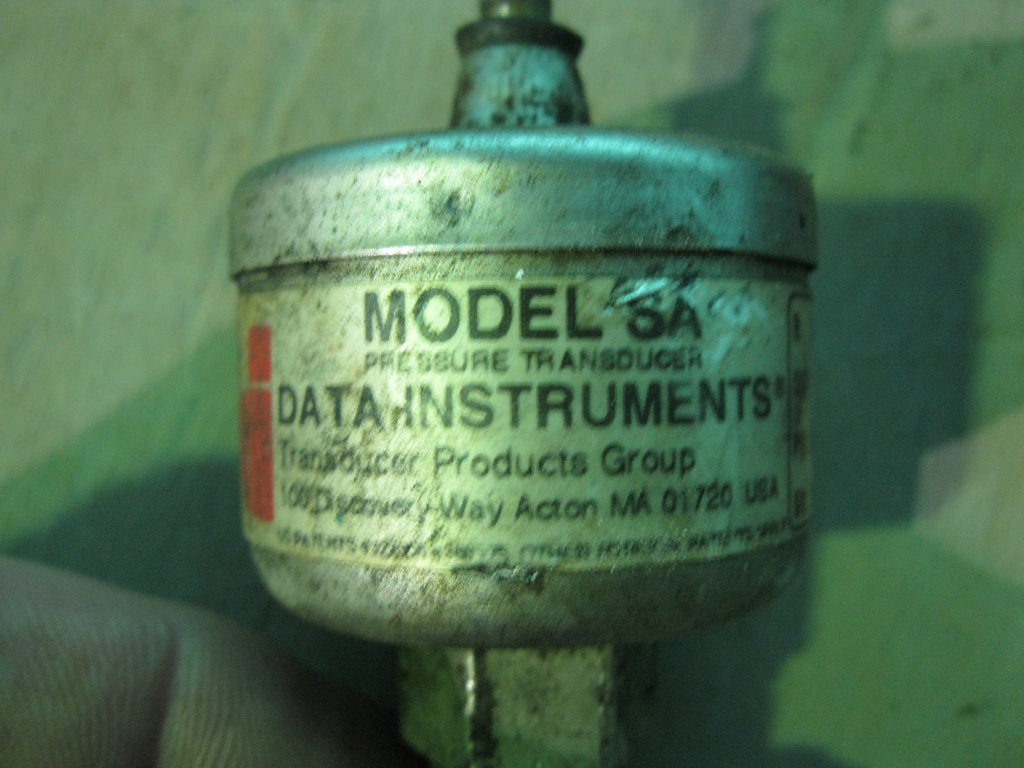 MODEL SA
PRESSURE TRANSDUCER
DATA INSTRUMENTS®
Transducer Products Group
100 Discovery Way Acton MA 01720 USA